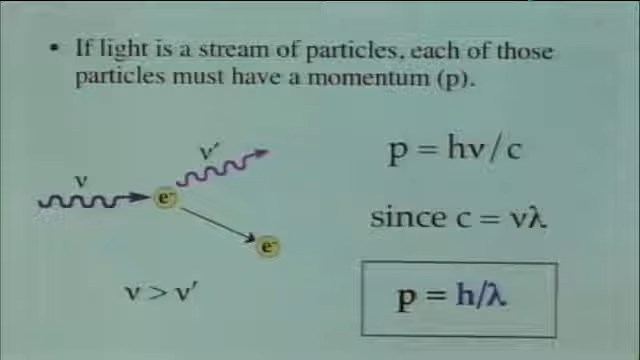 • If light is a stream of particles, each of those
particles must have a momentum (p).
ν
ν′
e⁻
e⁻
ν > ν′
p = hν/c
since c = νλ
p = h/λ